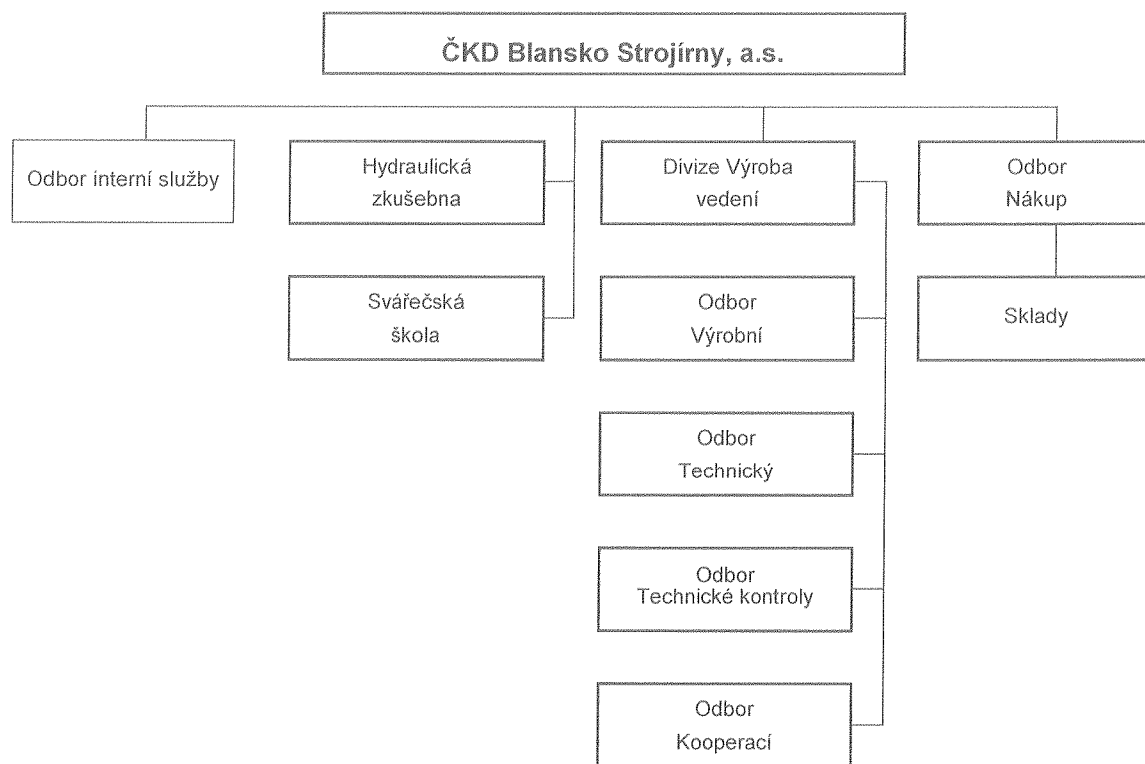 ČKD Blansko Strojírny, a.s.
Odbor interní služby
Hydraulická
zkušebna
Divize Výroba
vedení
Odbor
Nákup
Svářečská
škola
Odbor
Výrobní
Sklady
Odbor
Technický
Odbor
Technické kontroly
Odbor
Kooperací